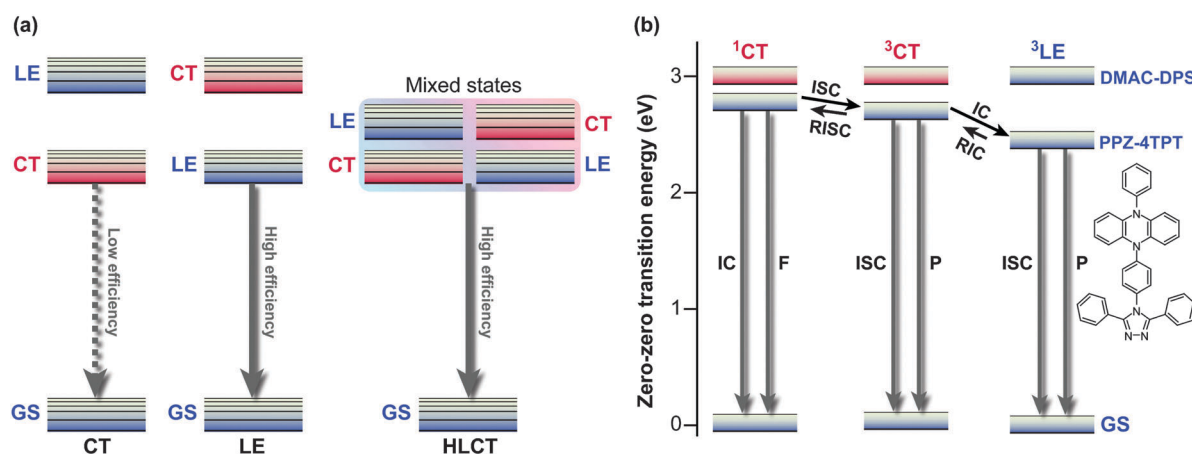 (a)
LE
CT
Mixed states
LE
CT
CT
LE
CT
LE
Low efficiency
High efficiency
High efficiency
GS
GS
GS
CT
LE
HLCT
(b)
Zero-zero transition energy (eV)
3
2
1
0
¹CT
³CT
³LE
DMAC-DPS
ISC
RISC
IC
RIC
PPZ-4TPT
N
N
N
N N
IC
F
ISC
P
ISC
P
GS